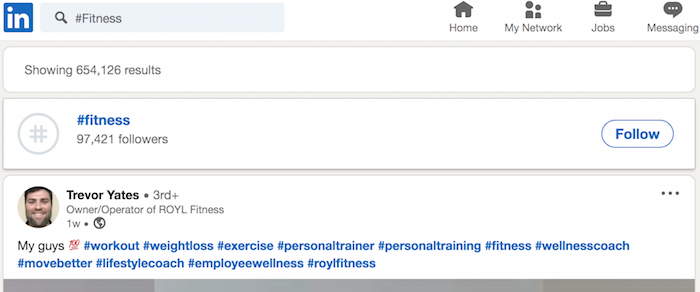 in
#Fitness
Home
My Network
Jobs
Messaging
Showing 654,126 results
#fitness
97,421 followers
Follow
Trevor Yates • 3rd+
Owner/Operator of ROYL Fitness
1w •
My guys 💯 #workout #weightloss #exercise #personaltrainer #personaltraining #fitness #wellnesscoach
#movebetter #lifestylecoach #employeewellness #roylfitness